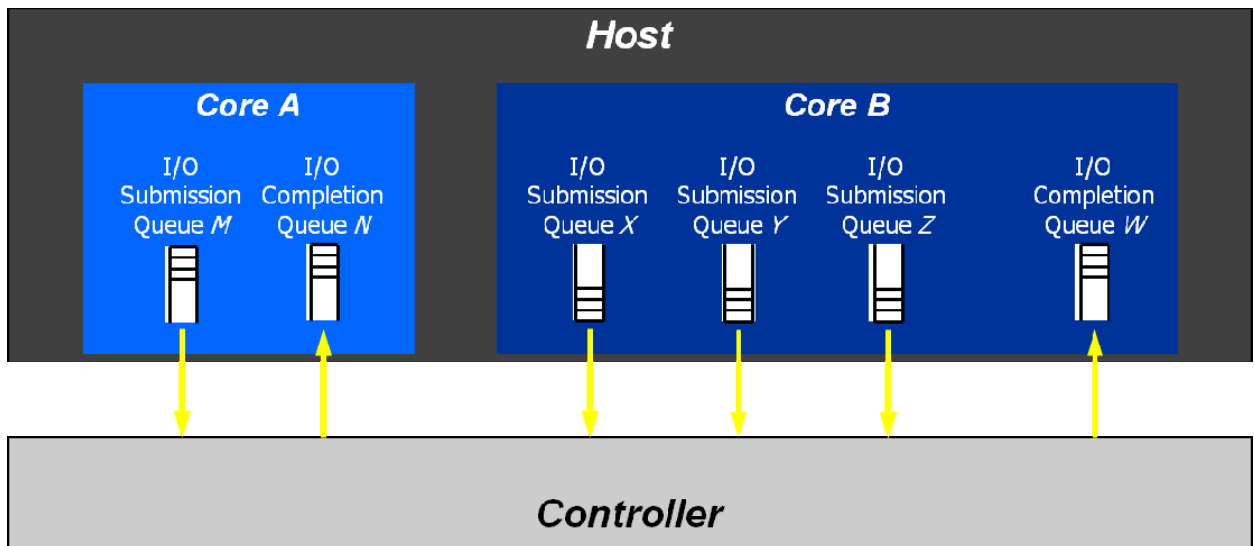 Host
Core A
I/O
Submission
Queue M
I/O
Completion
Queue N
Core B
I/O
Submission
Queue X
I/O
Submission
Queue Y
I/O
Submission
Queue Z
I/O
Completion
Queue W
Controller